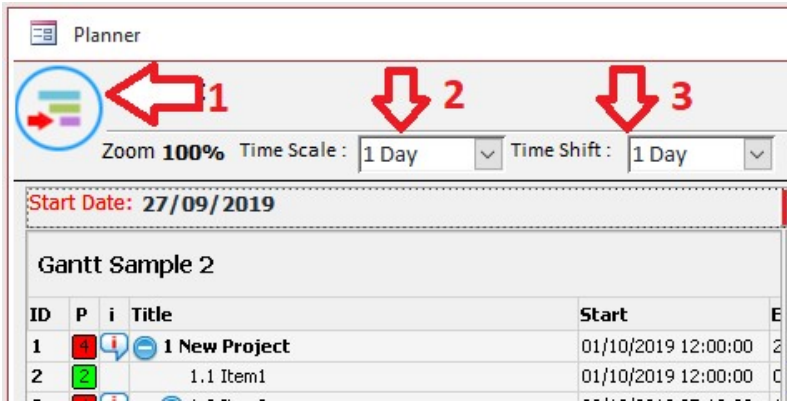 Planner
1 2 3
Zoom 100% Time Scale : 1 Day Time Shift : 1 Day
Start Date: 27/09/2019
Gantt Sample 2
ID P i Title Start E
1 4 i 1 New Project 01/10/2019 12:00:00 2
2 2 1.1 Item1 01/10/2019 12:00:00